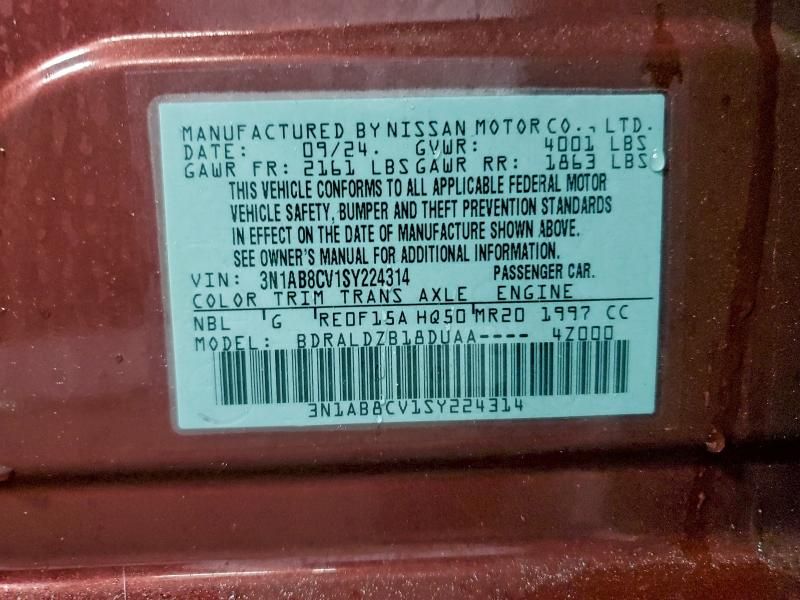 MANUFACTURED BY NISSAN MOTOR CO., LTD.
DATE: 09/24. GVWR: 4001 LBS
GAWR FR: 2161 LBS GAWR RR: 1863 LBS
THIS VEHICLE CONFORMS TO ALL APPLICABLE FEDERAL MOTOR
VEHICLE SAFETY, BUMPER AND THEFT PREVENTION STANDARDS
IN EFFECT ON THE DATE OF MANUFACTURE SHOWN ABOVE.
SEE OWNER'S MANUAL FOR ADDITIONAL INFORMATION.
VIN: 3N1AB8CV1SY224314 PASSENGER CAR.
COLOR TRIM TRANS AXLE ENGINE
NBL G RE0F15A HQ50 MR20 1997 CC
MODEL: BDRALDZB18DUAA---- 4Z000
3N1AB8CV1SY224314